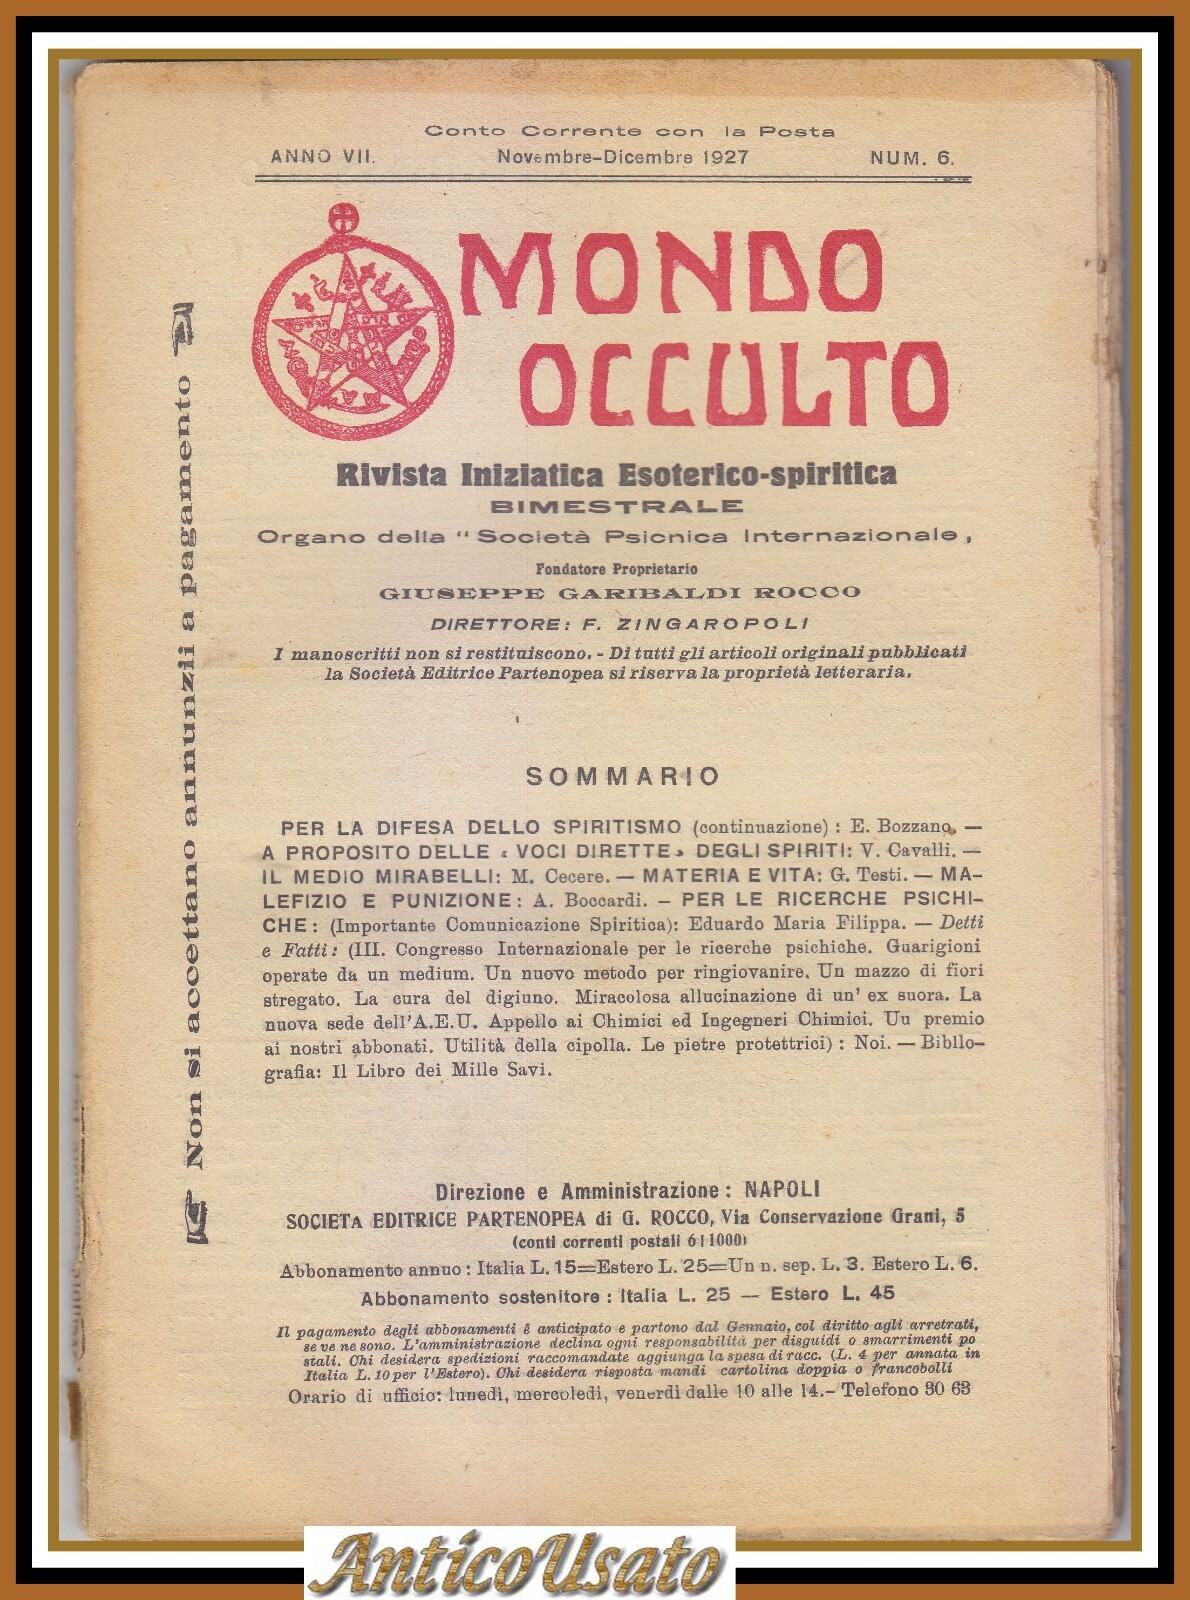 Conto Corrente con la Posta
ANNO VII. Novembre-Dicembre 1927 NUM. 6.
MONDO
OCCULTO
Rivista Iniziatica Esoterico-spiritica
BIMESTRALE
Organo della " Società Psicnica Internazionale,
Fondatore Proprietario
GIUSEPPE GARIBALDI ROCCO
DIRETTORE: F. ZINGAROPOLI
I manoscritti non si restituiscono. - Di tutti gli articoli originali pubblicati
la Società Editrice Partenopea si riserva la proprietà letteraria.
Non si accettano annunzii a pagamento
SOMMARIO
PER LA DIFESA DELLO SPIRITISMO (continuazione) : E. Bozzano. —
A PROPOSITO DELLE « VOCI DIRETTE» DEGLI SPIRITI: V. Cavalli. —
IL MEDIO MIRABELLI: M. Cecere. — MATERIA E VITA: G. Testi. — MA-
LEFIZIO E PUNIZIONE: A. Boccardi. — PER LE RICERCHE PSICHI-
CHE: (Importante Comunicazione Spiritica): Eduardo Maria Filippa. — Detti
e Fatti: (III. Congresso Internazionale per le ricerche psichiche. Guarigioni
operate da un medium. Un nuovo metodo per ringiovanire. Un mazzo di fiori
stregato. La cura del digiuno. Miracolosa allucinazione di un' ex suora. La
nuova sede dell'A.E.U. Appello ai Chimici ed Ingegneri Chimici. Uu premio
ai nostri abbonati. Utilità della cipolla. Le pietre protettrici) : Noi. — Bibllo-
grafia: Il Libro dei Mille Savi.
Direzione e Amministrazione: NAPOLI
SOCIETA EDITRICE PARTENOPEA di G. ROCCO, Via Conservazione Grani, 5
(conti correnti postali 6|1000)
Abbonamento annuo : Italia L. 15=Estero L. 25=Un n. sep. L. 3. Estero L. 6.
Abbonamento sostenitore : Italia L. 25 — Estero L. 45
Il pagamento degli abbonamenti è anticipato e partono dal Gennaio, col diritto agli arretrati,
se ve ne sono. L'amministrazione declina ogni responsabilità per disguidi o smarrimenti po
stali. Chi desidera spedizioni raccomandate aggiunga la spesa di racc. (L. 4 per annata in
Italia L. 10 per l'Estero). Chi desidera risposta mandi cartolina doppia o francobolli
Orario di ufficio: lunedì, mercoledì, venerdì dalle 10 alle 14.- Telefono 30 63
AnticoUsato